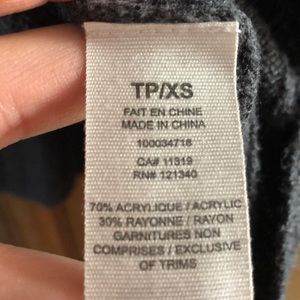 TP/XS
FAIT EN CHINE
MADE IN CHINA
100034718
CA# 11319
RN# 121340
70% ACRYLIQUE / ACRYLIC
30% RAYONNE / RAYON
GARNITURES NON
COMPRISES / EXCLUSIVE
OF TRIMS